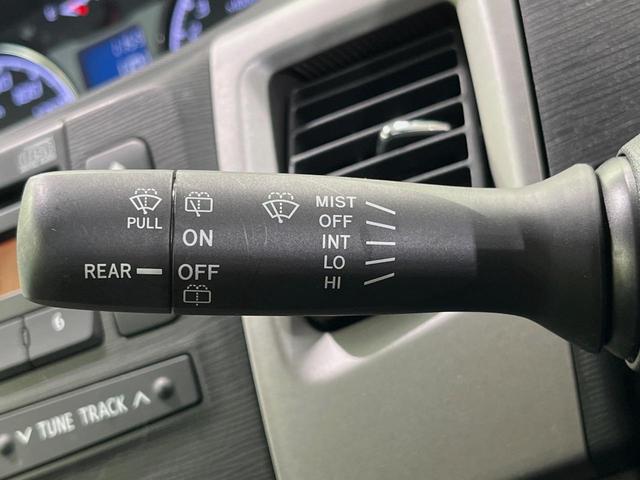 MIST
OFF
INT
LO
HI
PULL
ON
REAR OFF
6
TUNE TRACK